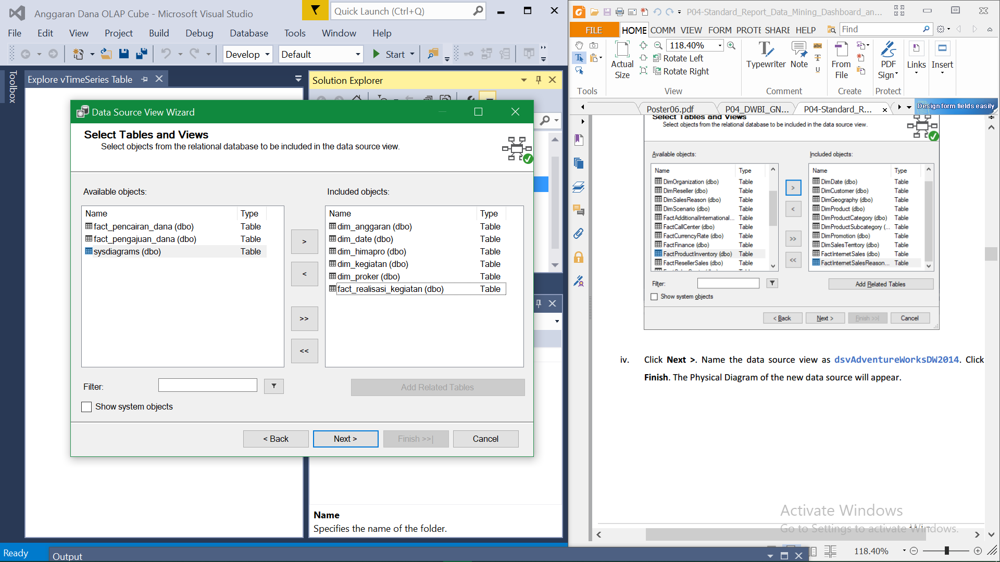 Anggaran Dana OLAP Cube - Microsoft Visual Studio
Quick Launch (Ctrl+Q)
File Edit View Project Build Debug Database Tools Window Help
Develop Default Start
Toolbox
Explore vTimeSeries Table
Solution Explorer
Data Source View Wizard
Select Tables and Views
Select objects from the relational database to be included in the data source view.
Available objects:
Name Type
fact_pencairan_dana (dbo) Table
fact_pengajuan_dana (dbo) Table
sysdiagrams (dbo) Table
>
<
>>
<<
Included objects:
Name Type
dim_anggaran (dbo) Table
dim_date (dbo) Table
dim_himapro (dbo) Table
dim_kegiatan (dbo) Table
dim_proker (dbo) Table
fact_realisasi_kegiatan (dbo) Table
Filter:
Add Related Tables
Show system objects
< Back Next > Finish >>| Cancel
Name
Specifies the name of the folder.
Ready
Output
P04-Standard_Report_Data_Mining_Dashboard_an...
FILE HOME COMM VIEW FORM PROTE SHARE HELP
Find
118.40%
Actual Size
Rotate Left
Rotate Right
Typewriter Note
From File
PDF Sign
Links
Insert
Tools View Comment Create Protect
Poster06.pdf P04_DWBI_GN... P04-Standard_R...
Design form fields easily
Select Tables and Views
Select objects from the relational database to be included in the data source view.
Available objects:
Name Type
DimOrganization (dbo) Table
DimReseller (dbo) Table
DimSalesReason (dbo) Table
DimScenario (dbo) Table
FactAdditionalInternational... Table
FactCallCenter (dbo) Table
FactCurrencyRate (dbo) Table
FactFinance (dbo) Table
FactProductInventory (dbo) Table
FactResellerSales (dbo) Table
>
<
>>
<<
Included objects:
Name Type
DimDate (dbo) Table
DimCustomer (dbo) Table
DimGeography (dbo) Table
DimProduct (dbo) Table
DimProductCategory (dbo) Table
DimProductSubcategory (... Table
DimPromotion (dbo) Table
DimSalesTerritory (dbo) Table
FactInternetSales (dbo) Table
FactInternetSalesReason... Table
Filter:
Add Related Tables
Show system objects
< Back Next > Finish >>| Cancel
iv. Click Next >. Name the data source view as dsvAdventureWorksDW2014. Click
Finish. The Physical Diagram of the new data source will appear.
Activate Windows
Go to Settings to activate Windows.
118.40%